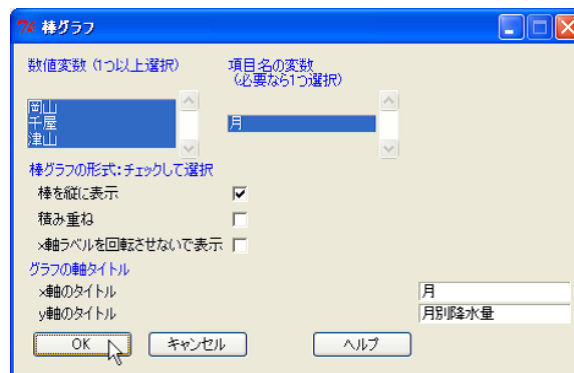 棒グラフ
数値変数 (1つ以上選択)
項目名の変数
(必要なら1つ選択)
岡山
千屋
津山
月
棒グラフの形式:チェックして選択
棒を縦に表示
積み重ね
x軸ラベルを回転させないで表示
グラフの軸タイトル
x軸のタイトル
月
y軸のタイトル
月別降水量
OK
キャンセル
ヘルプ